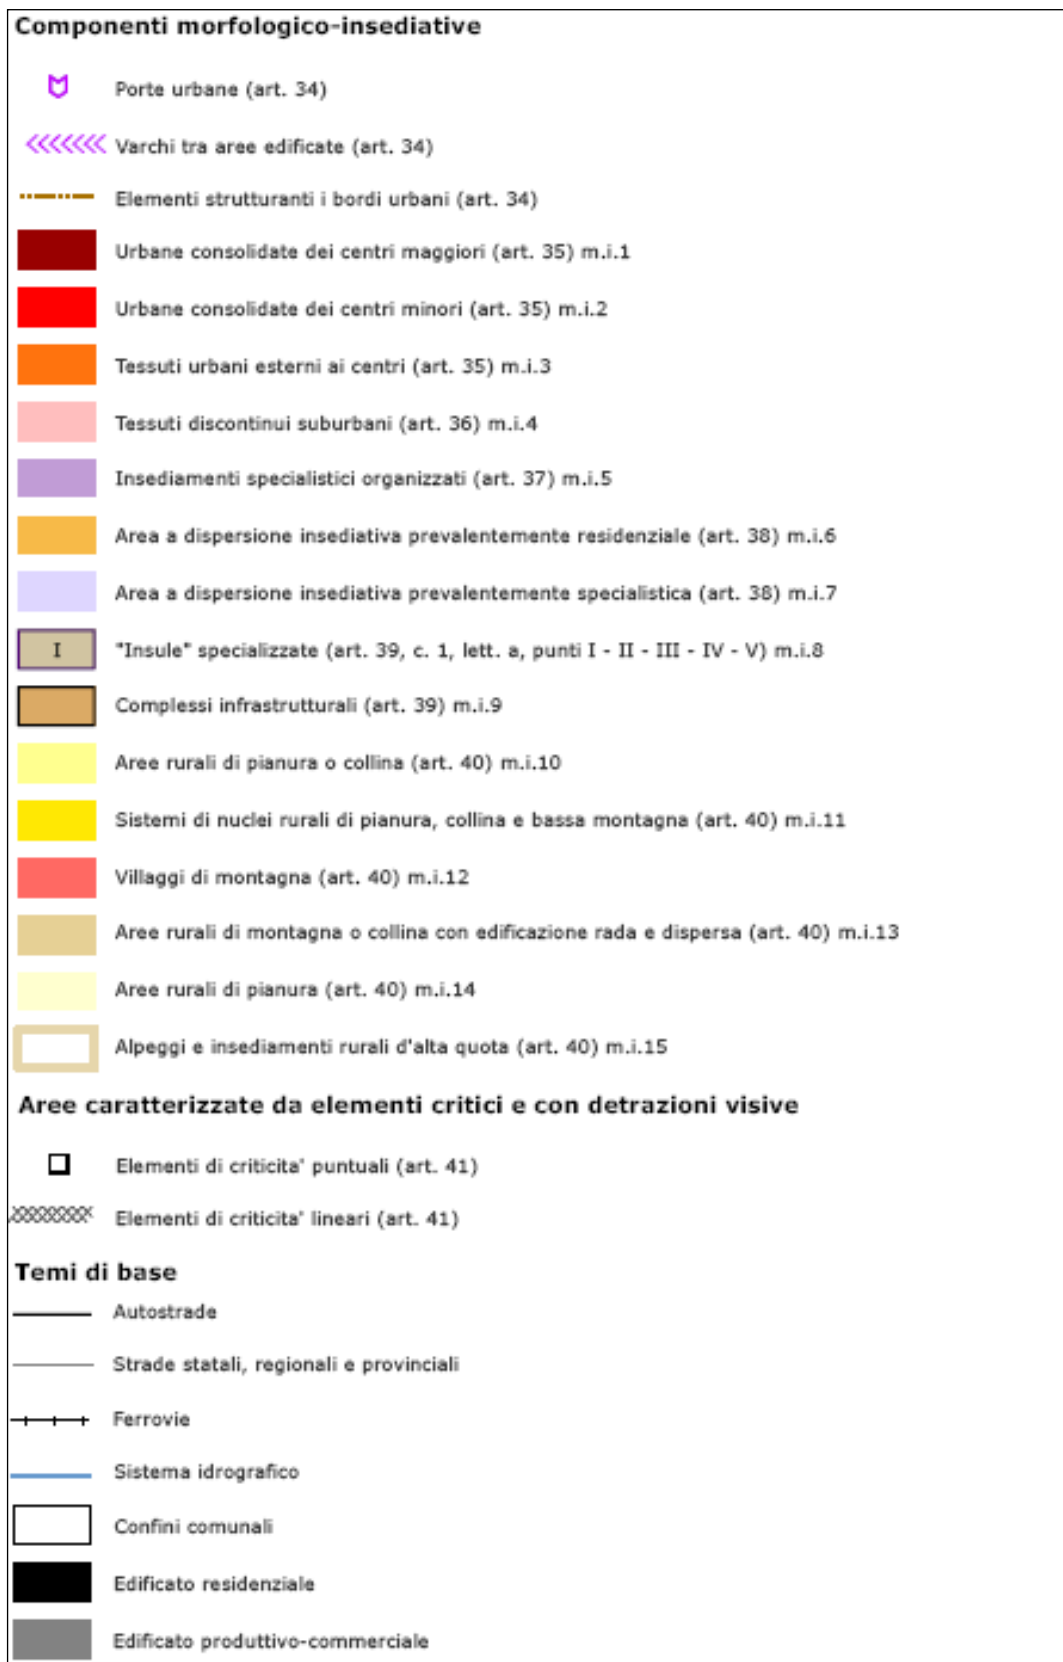 Componenti morfologico-insediative
Porte urbane (art. 34)
Varchi tra aree edificate (art. 34)
Elementi strutturanti i bordi urbani (art. 34)
Urbane consolidate dei centri maggiori (art. 35) m.i.1
Urbane consolidate dei centri minori (art. 35) m.i.2
Tessuti urbani esterni ai centri (art. 35) m.i.3
Tessuti discontinui suburbani (art. 36) m.i.4
Insediamenti specialistici organizzati (art. 37) m.i.5
Area a dispersione insediativa prevalentemente residenziale (art. 38) m.i.6
Area a dispersione insediativa prevalentemente specialistica (art. 38) m.i.7
I "Insule" specializzate (art. 39, c. 1, lett. a, punti I - II - III - IV - V) m.i.8
Complessi infrastrutturali (art. 39) m.i.9
Aree rurali di pianura o collina (art. 40) m.i.10
Sistemi di nuclei rurali di pianura, collina e bassa montagna (art. 40) m.i.11
Villaggi di montagna (art. 40) m.i.12
Aree rurali di montagna o collina con edificazione rada e dispersa (art. 40) m.i.13
Aree rurali di pianura (art. 40) m.i.14
Alpeggi e insediamenti rurali d'alta quota (art. 40) m.i.15
Aree caratterizzate da elementi critici e con detrazioni visive
Elementi di criticita' puntuali (art. 41)
Elementi di criticita' lineari (art. 41)
Temi di base
Autostrade
Strade statali, regionali e provinciali
Ferrovie
Sistema idrografico
Confini comunali
Edificato residenziale
Edificato produttivo-commerciale